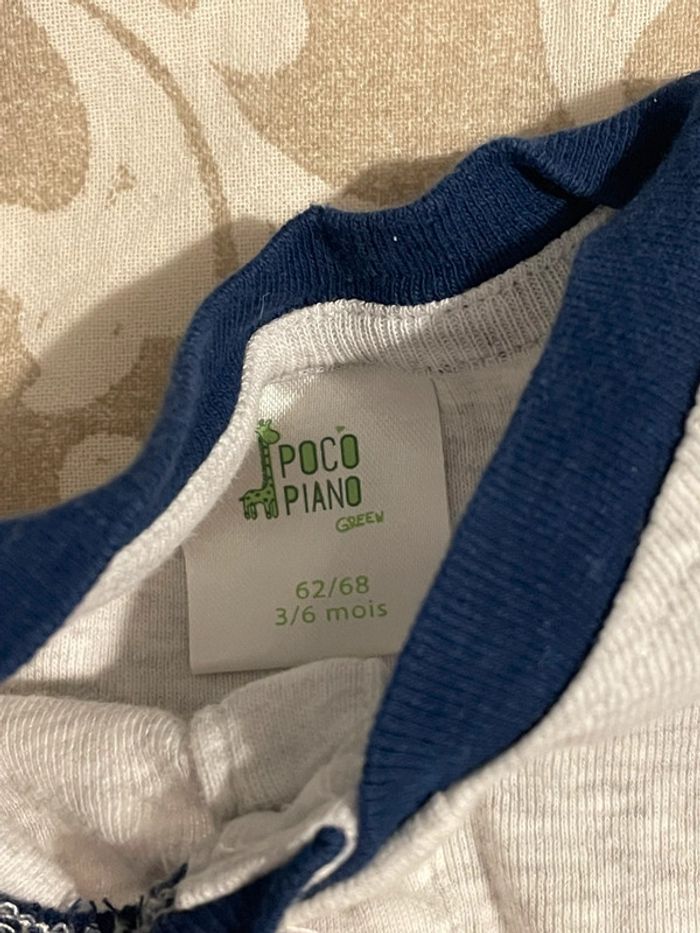 POCO
PIANO
GREEN
62/68
3/6 mois